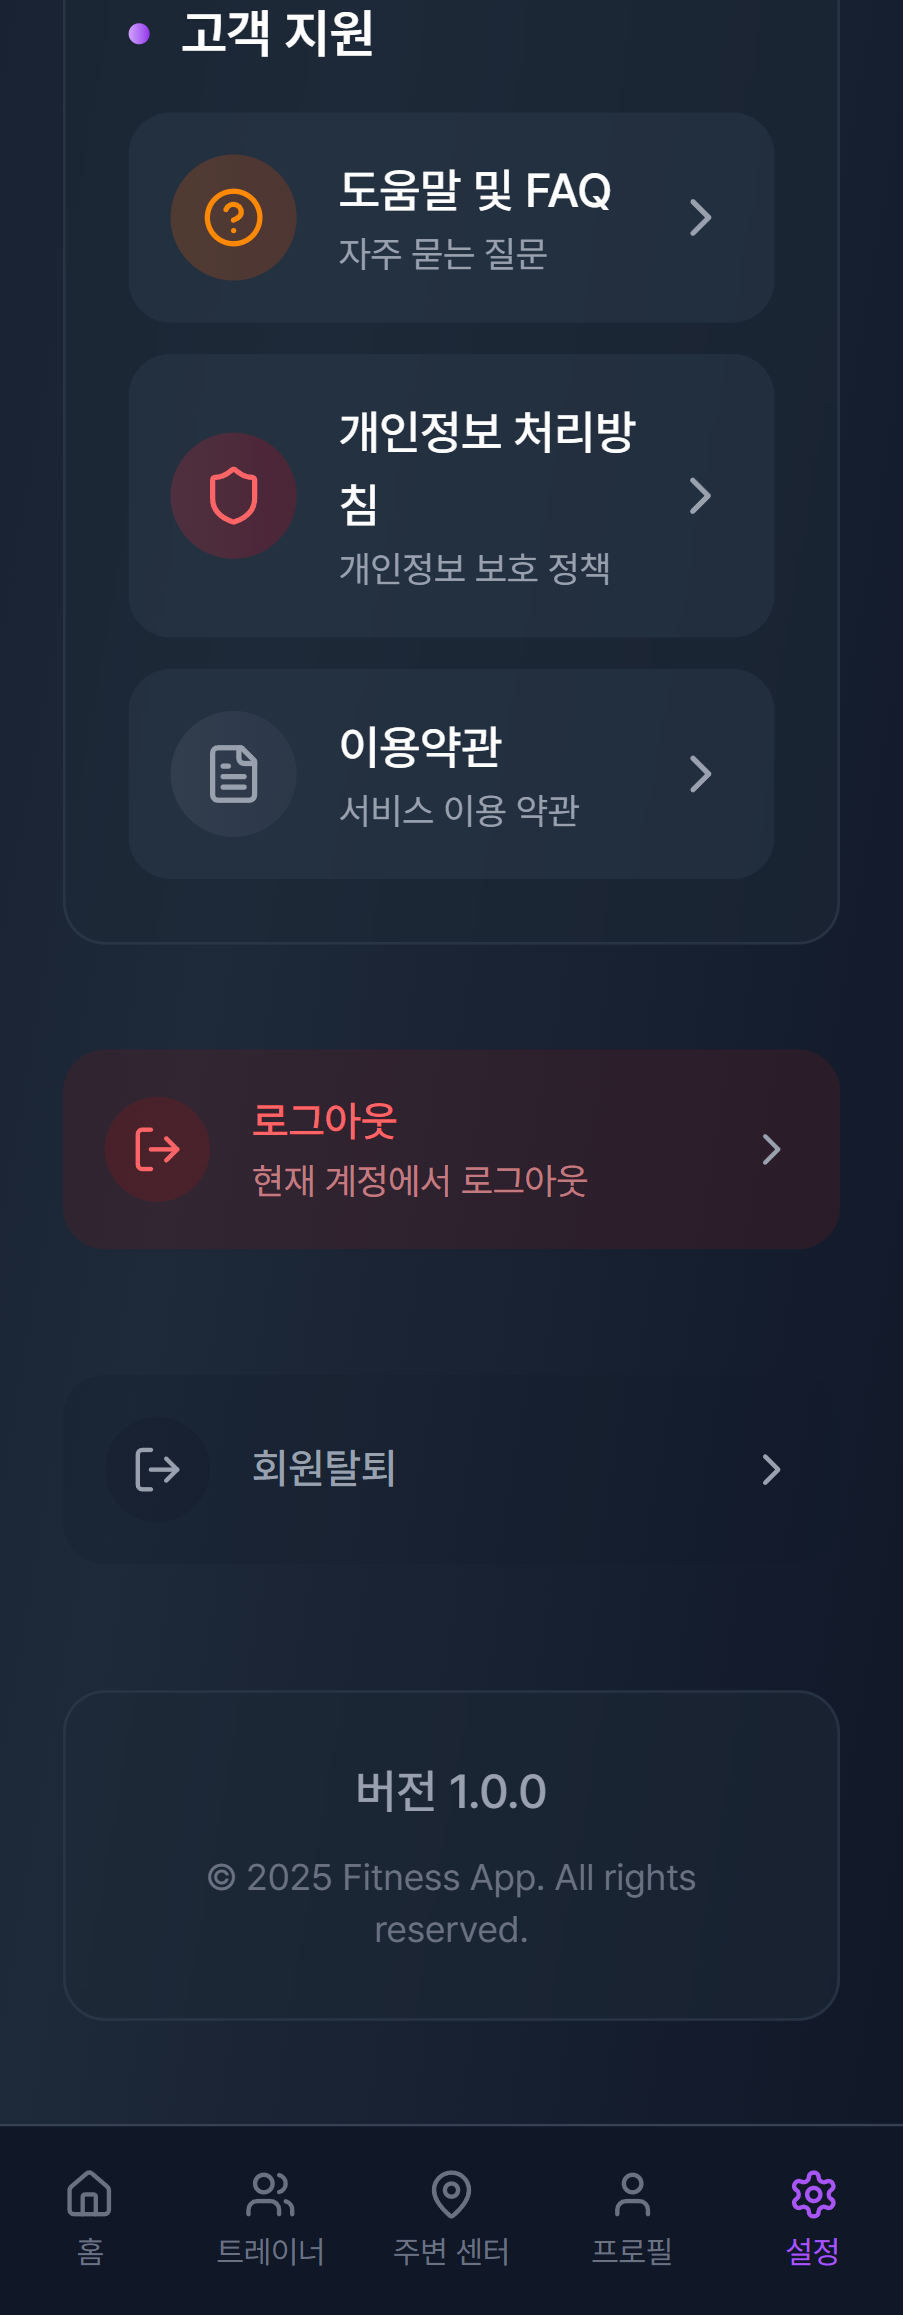 고객 지원
도움말 및 FAQ
자주 묻는 질문
개인정보 처리방
침
개인정보 보호 정책
이용약관
서비스 이용 약관
로그아웃
현재 계정에서 로그아웃
회원탈퇴
버전 1.0.0
© 2025 Fitness App. All rights
reserved.
홈 트레이너 주변 센터 프로필 설정